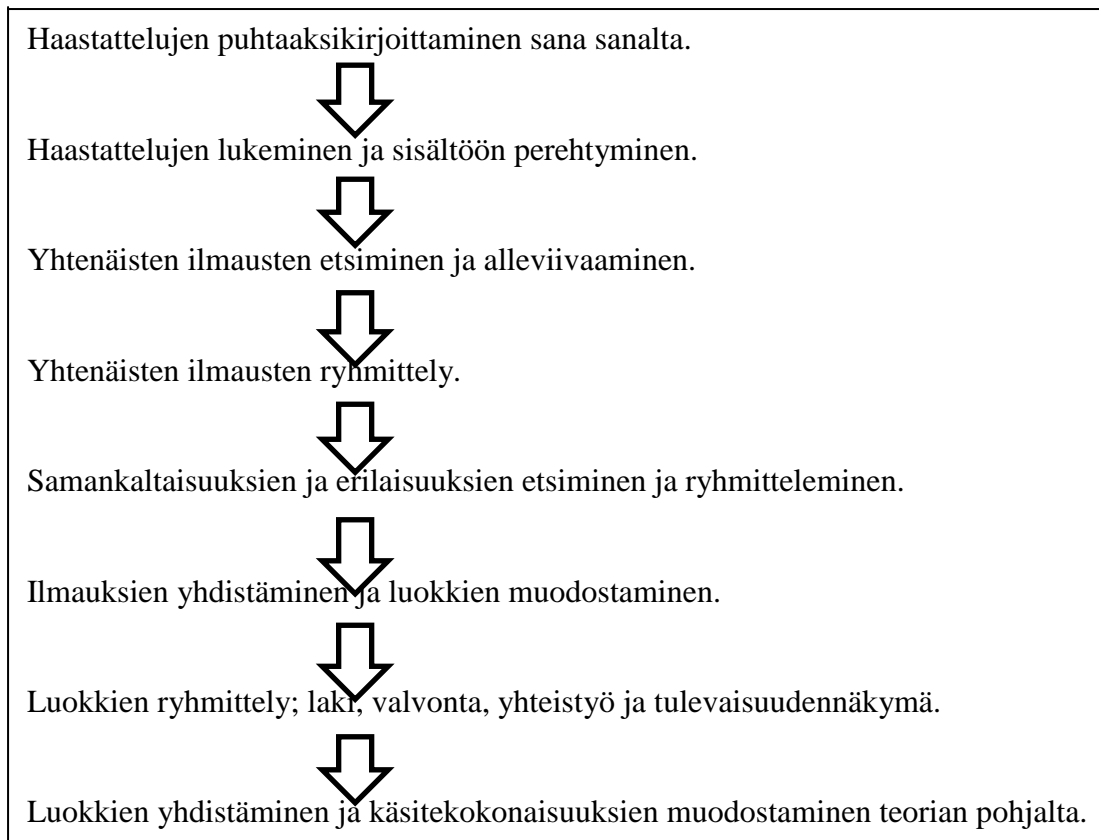 Haastattelujen puhtaaksikirjoittaminen sana sanalta.
Haastattelujen lukeminen ja sisältöön perehtyminen.
Yhtenäisten ilmausten etsiminen ja alleviivaaminen.
Yhtenäisten ilmausten ryhmittely.
Samankaltaisuuksien ja erilaisuuksien etsiminen ja ryhmitteleminen.
Ilmauksien yhdistäminen ja luokkien muodostaminen.
Luokkien ryhmittely; laki, valvonta, yhteistyö ja tulevaisuudennäkymä.
Luokkien yhdistäminen ja käsitekokonaisuuksien muodostaminen teorian pohjalta.